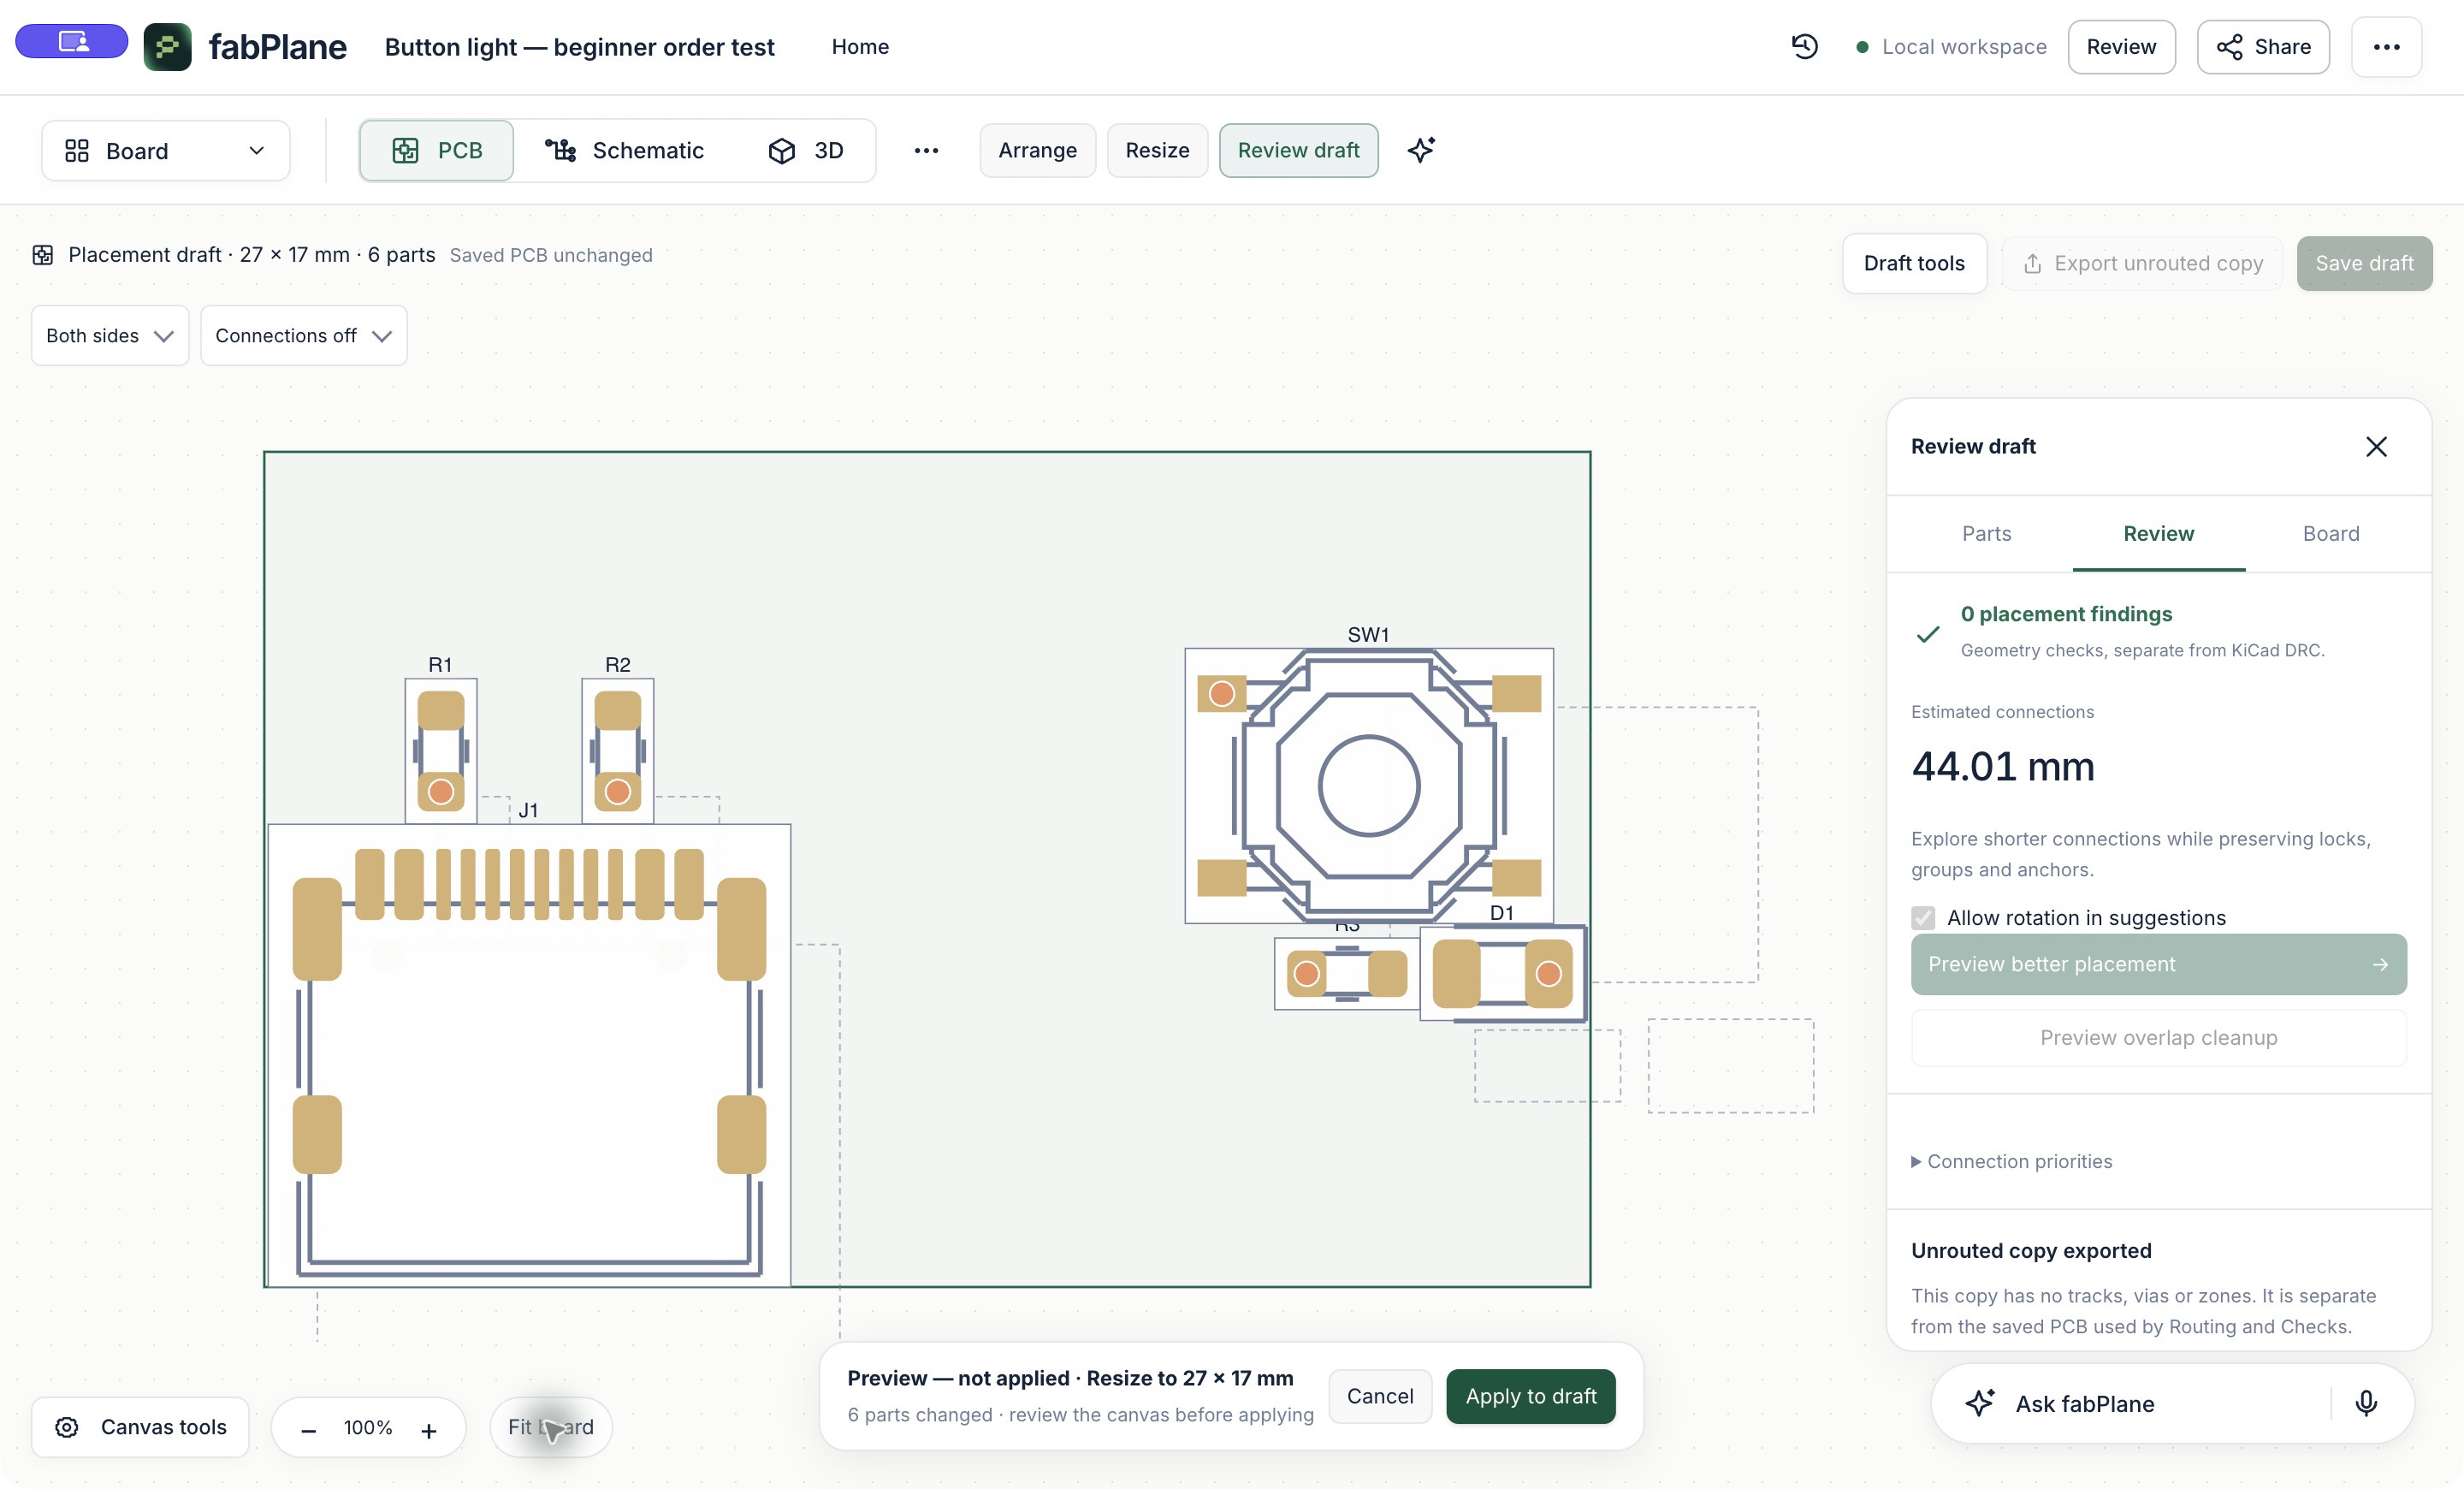 fabPlane
Button light — beginner order test
Home
Local workspace
Review
Share
Board
PCB
Schematic
3D
Arrange
Resize
Review draft
Placement draft · 27 × 17 mm · 6 parts
Saved PCB unchanged
Draft tools
Export unrouted copy
Save draft
Both sides
Connections off
R1
R2
J1
SW1
R3
D1
Review draft
Parts
Review
Board
0 placement findings
Geometry checks, separate from KiCad DRC.
Estimated connections
44.01 mm
Explore shorter connections while preserving locks,
groups and anchors.
Allow rotation in suggestions
Preview better placement
Preview overlap cleanup
Connection priorities
Unrouted copy exported
This copy has no tracks, vias or zones. It is separate
from the saved PCB used by Routing and Checks.
Canvas tools
100%
Fit board
Preview — not applied · Resize to 27 × 17 mm
6 parts changed · review the canvas before applying
Cancel
Apply to draft
Ask fabPlane